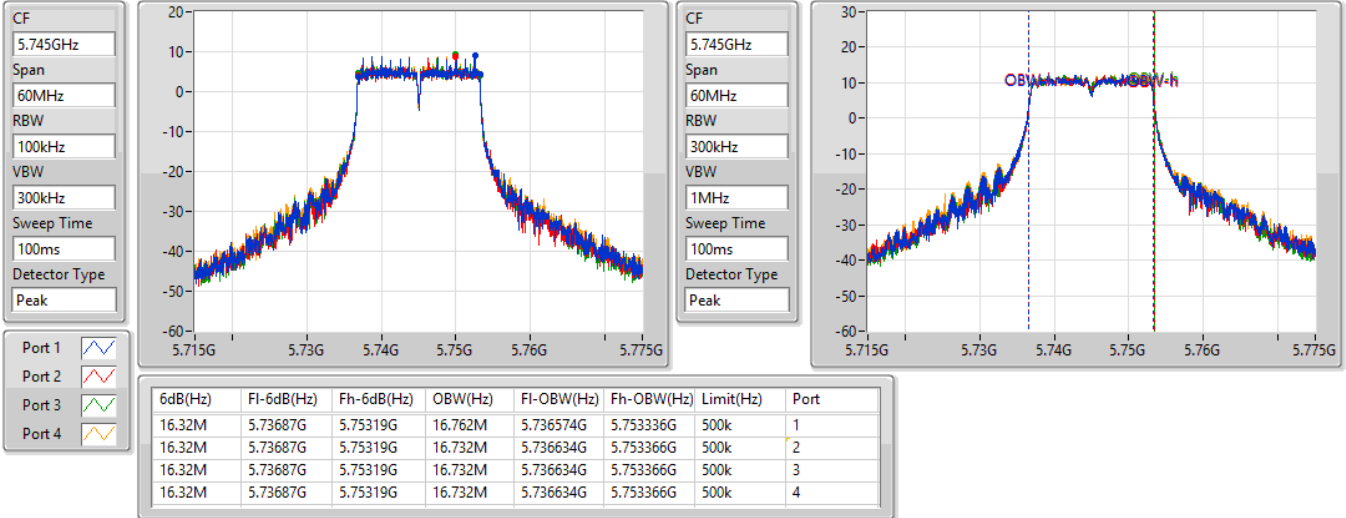 CF
5.745GHz
Span
60MHz
RBW
100kHz
VBW
300kHz
Sweep Time
100ms
Detector Type
Peak
20
10
0
-10
-20
-30
-40
-50
-60
5.715G 5.73G 5.74G 5.75G 5.76G 5.775G
CF
5.745GHz
Span
60MHz
RBW
300kHz
VBW
1MHz
Sweep Time
100ms
Detector Type
Peak
30
20
10
0
-10
-20
-30
-40
-50
-60
OBW-h
5.715G 5.73G 5.74G 5.75G 5.76G 5.775G
Port 1
Port 2
Port 3
Port 4
6dB(Hz) Fl-6dB(Hz) Fh-6dB(Hz) OBW(Hz) Fl-OBW(Hz) Fh-OBW(Hz) Limit(Hz) Port
16.32M 5.73687G 5.75319G 16.762M 5.736574G 5.753336G 500k 1
16.32M 5.73687G 5.75319G 16.732M 5.736634G 5.753366G 500k 2
16.32M 5.73687G 5.75319G 16.732M 5.736634G 5.753366G 500k 3
16.32M 5.73687G 5.75319G 16.732M 5.736634G 5.753366G 500k 4